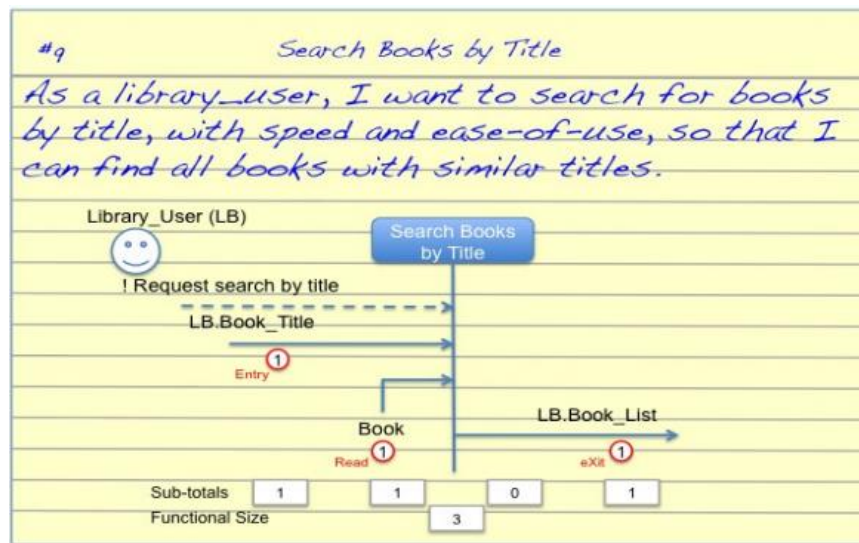 #9 Search Books by Title
As a library_user, I want to search for books
by title, with speed and ease-of-use, so that I
can find all books with similar titles.
Library_User (LB)
Search Books
by Title
! Request search by title
LB.Book_Title
1
Entry
Book
LB.Book_List
Read 1
eXit 1
Sub-totals 1 1 0 1
Functional Size 3